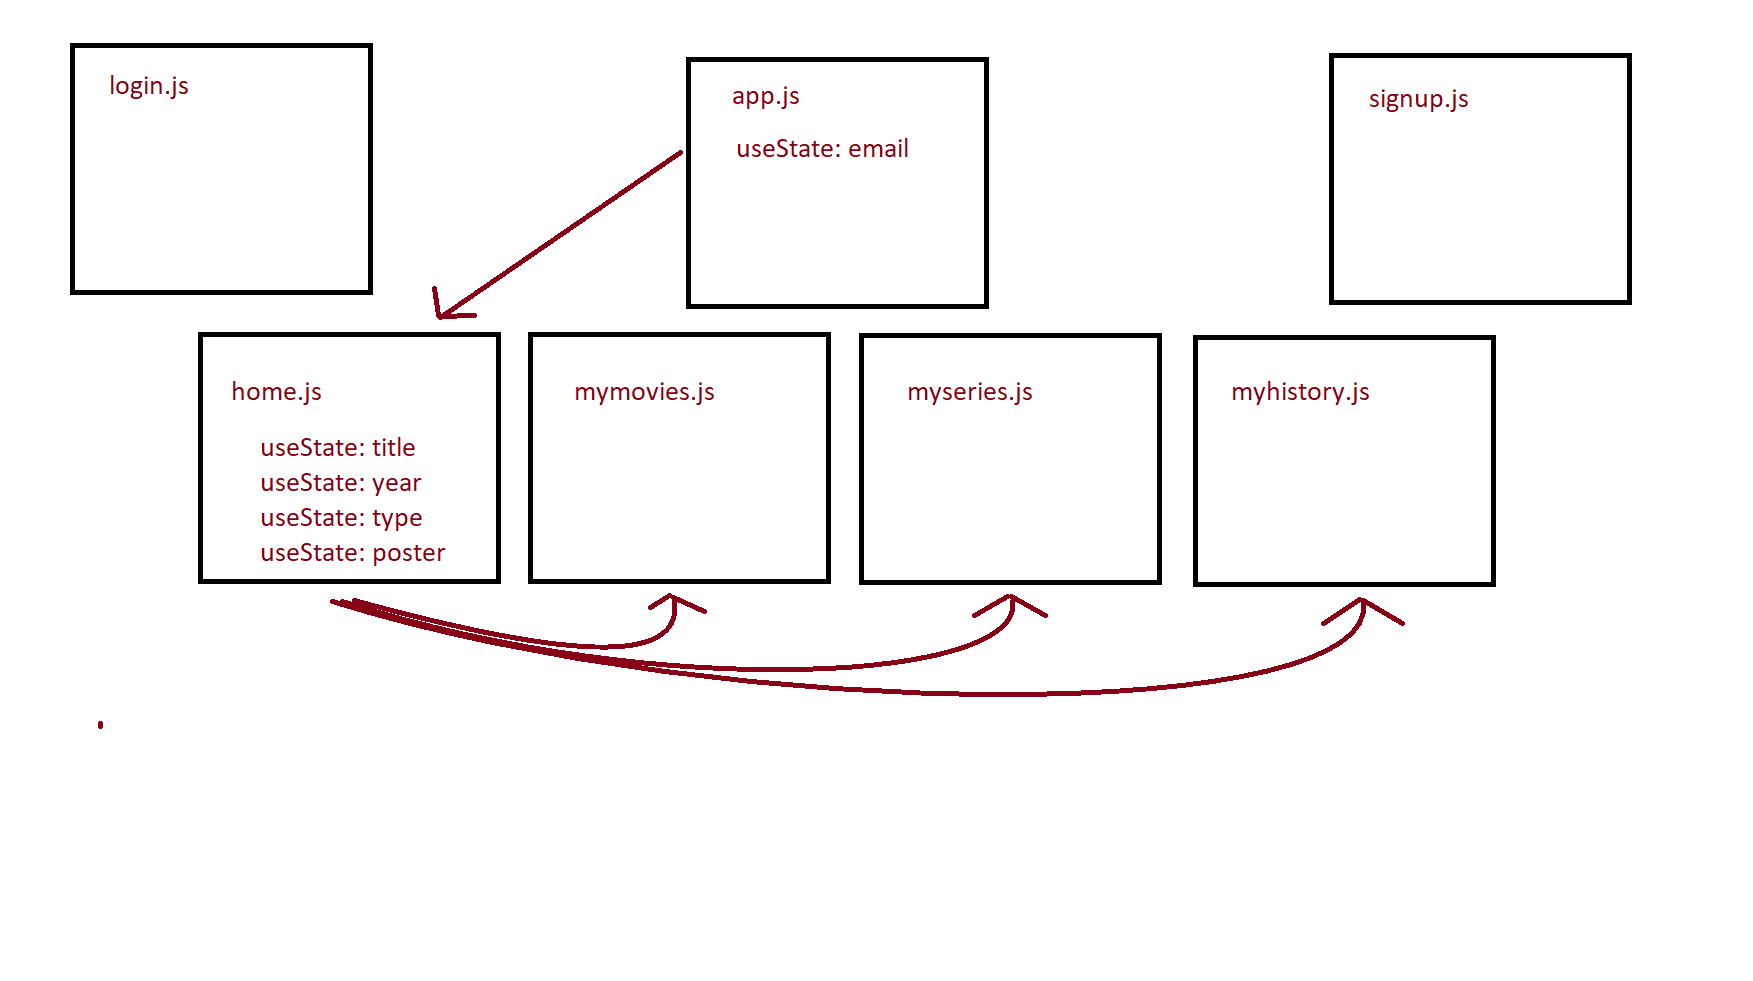 login.js
app.js
useState: email
signup.js
home.js
useState: title
useState: year
useState: type
useState: poster
mymovies.js
myseries.js
myhistory.js